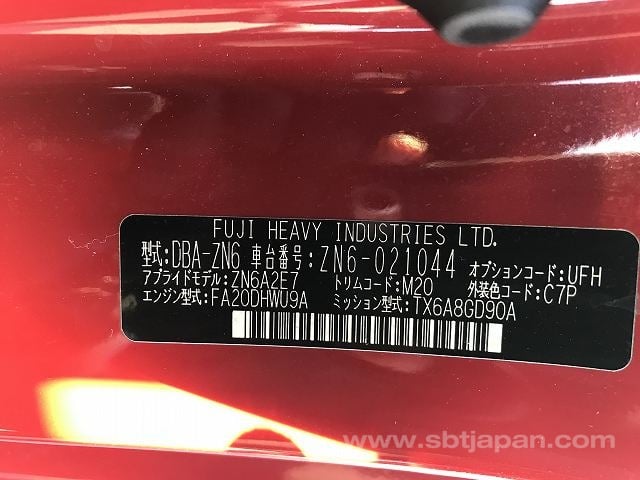 FUJI HEAVY INDUSTRIES LTD.
型式:DBA-ZN6 車台番号:ZN6-021044 オプションコード:UFH
アプライドモデル:ZN6A2E7 トリムコード:M20 外装色コード:C7P
エンジン型式:FA20DHWU9A ミッション型式:TX6A8GD90A
www.sbtjapan.com